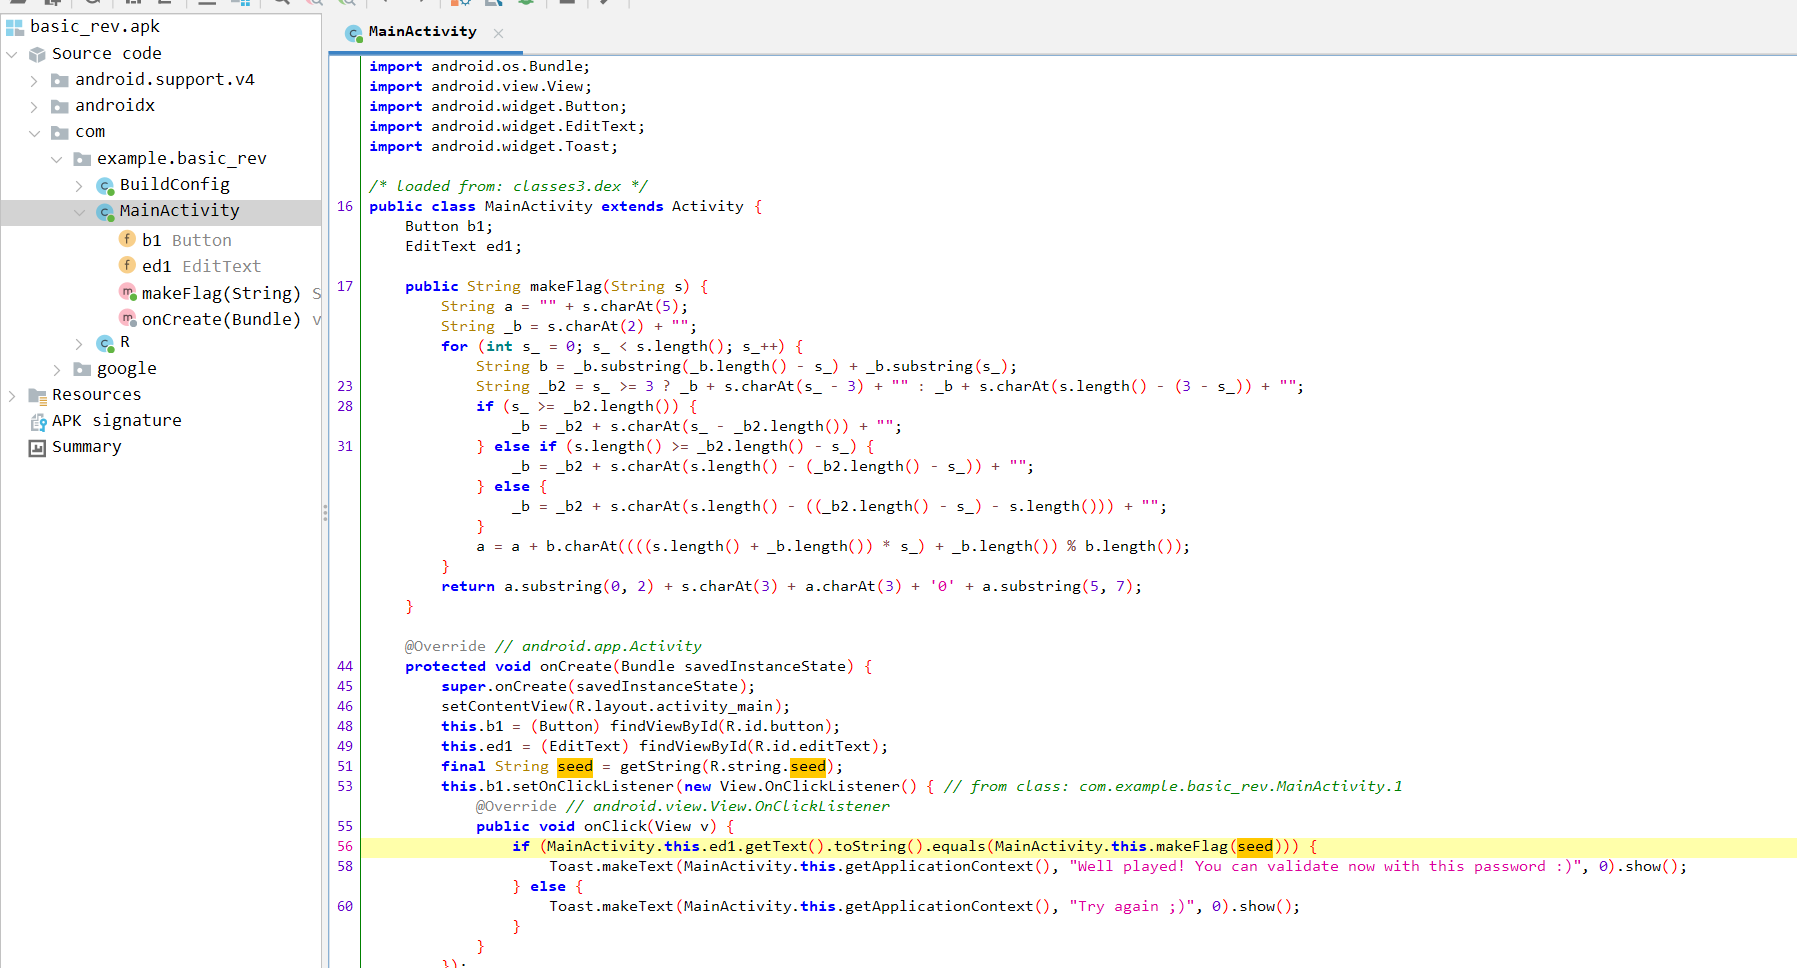 basic_rev.apk
Source code
android.support.v4
androidx
com
example.basic_rev
BuildConfig
MainActivity
b1 Button
ed1 EditText
makeFlag(String) S
onCreate(Bundle) v
R
google
Resources
APK signature
Summary
MainActivity
import android.os.Bundle;
import android.view.View;
import android.widget.Button;
import android.widget.EditText;
import android.widget.Toast;
/* loaded from: classes3.dex */
16 public class MainActivity extends Activity {
Button b1;
EditText ed1;
17 public String makeFlag(String s) {
String a = "" + s.charAt(5);
String _b = s.charAt(2) + "";
for (int s_ = 0; s_ < s.length(); s_++) {
String b = _b.substring(_b.length() - s_) + _b.substring(s_);
23 String _b2 = s_ >= 3 ? _b + s.charAt(s_ - 3) + "" : _b + s.charAt(s.length() - (3 - s_)) + "";
28 if (s_ >= _b2.length()) {
_b = _b2 + s.charAt(s_ - _b2.length()) + "";
31 } else if (s.length() >= _b2.length() - s_) {
_b = _b2 + s.charAt(s.length() - (_b2.length() - s_)) + "";
} else {
_b = _b2 + s.charAt(s.length() - ((_b2.length() - s_) - s.length())) + "";
}
a = a + b.charAt((((s.length() + _b.length()) * s_) + _b.length()) % b.length());
}
return a.substring(0, 2) + s.charAt(3) + a.charAt(3) + '0' + a.substring(5, 7);
}
@Override // android.app.Activity
44 protected void onCreate(Bundle savedInstanceState) {
45 super.onCreate(savedInstanceState);
46 setContentView(R.layout.activity_main);
48 this.b1 = (Button) findViewById(R.id.button);
49 this.ed1 = (EditText) findViewById(R.id.editText);
51 final String seed = getString(R.string.seed);
53 this.b1.setOnClickListener(new View.OnClickListener() { // from class: com.example.basic_rev.MainActivity.1
@Override // android.view.View.OnClickListener
55 public void onClick(View v) {
56 if (MainActivity.this.ed1.getText().toString().equals(MainActivity.this.makeFlag(seed))) {
58 Toast.makeText(MainActivity.this.getApplicationContext(), "Well played! You can validate now with this password :)", 0).show();
} else {
60 Toast.makeText(MainActivity.this.getApplicationContext(), "Try again ;)", 0).show();
}
}
});